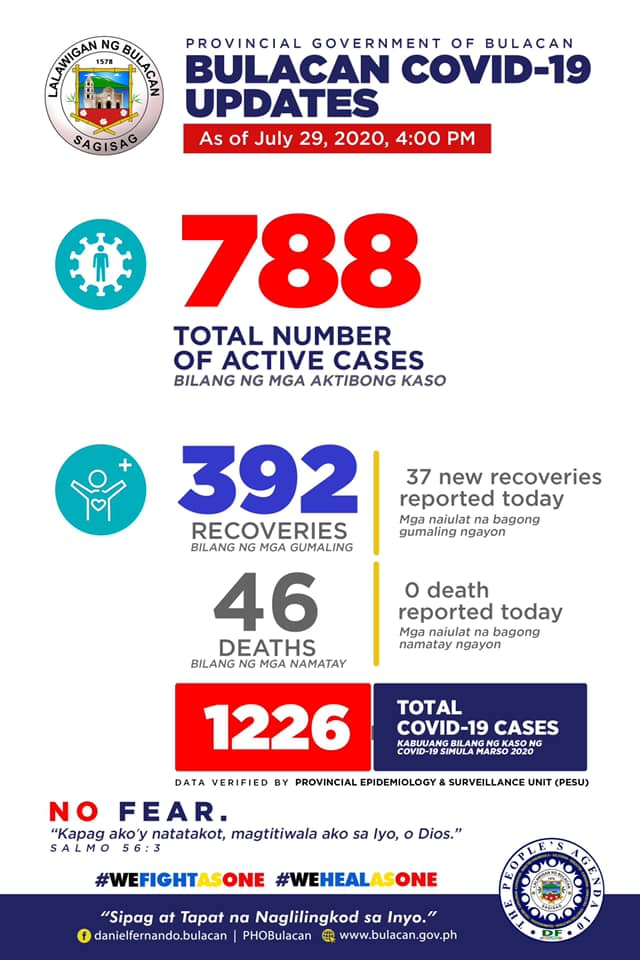 LALAWIGAN NG BULACAN
1578
SAGISAG
PROVINCIAL GOVERNMENT OF BULACAN
BULACAN COVID-19
UPDATES
As of July 29, 2020, 4:00 PM
788
TOTAL NUMBER
OF ACTIVE CASES
BILANG NG MGA AKTIBONG KASO
392
RECOVERIES
BILANG NG MGA GUMALING
37 new recoveries
reported today
Mga naiulat na bagong
gumaling ngayon
46
DEATHS
BILANG NG MGA NAMATAY
0 death
reported today
Mga naiulat na bagong
namatay ngayon
1226
TOTAL
COVID-19 CASES
KABUUANG BILANG NG KASO NG
COVID-19 SIMULA MARSO 2020
DATA VERIFIED BY PROVINCIAL EPIDEMIOLOGY & SURVEILLANCE UNIT (PESU)
NO FEAR.
“Kapag ako’y natatakot, magtitiwala ako sa Iyo, o Dios.”
SALMO 56:3
#WEFIGHTASONE #WEHEALASONE
THE PEOPLE'S AGENDA 10
LALAWIGAN NG BULACAN
SAGISAG
DF
“Sipag at Tapat na Naglilingkod sa Inyo.”
danielfernando.bulacan | PHOBulacan www.bulacan.gov.ph